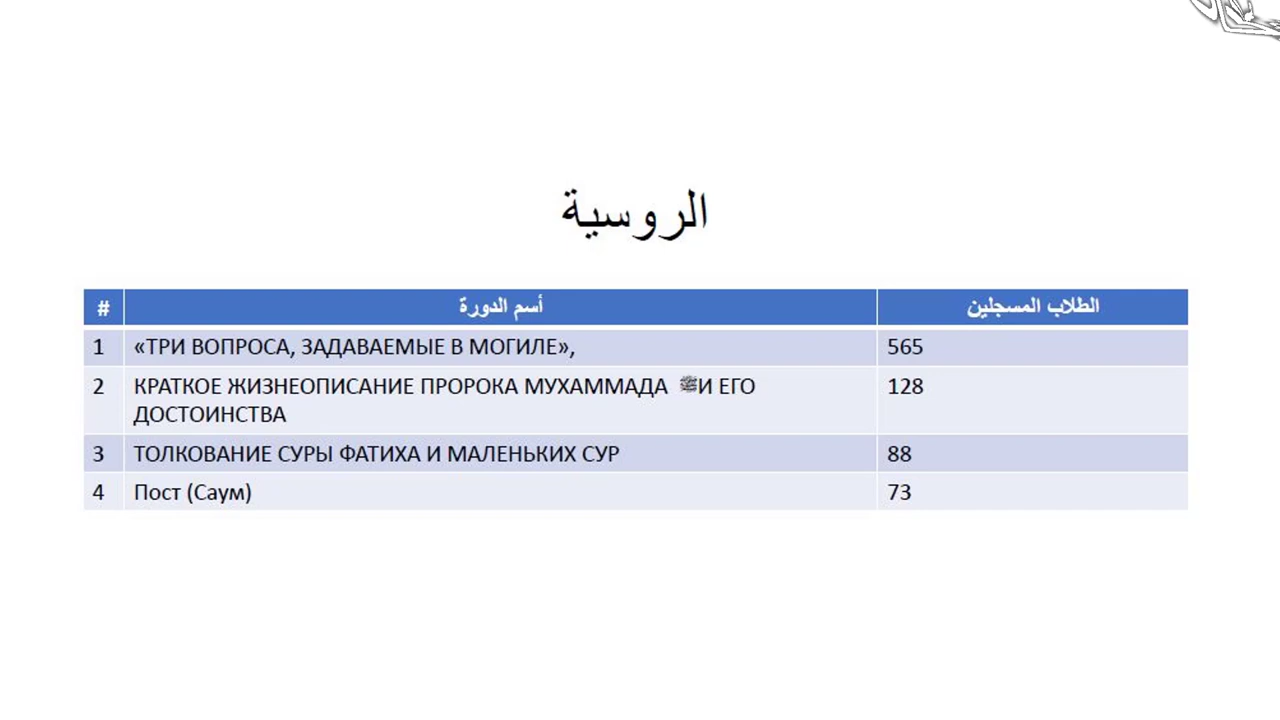 الروسية
# أسم الدورة الطلاب المسجلين
1 «ТРИ ВОПРОСА, ЗАДАВАЕМЫЕ В МОГИЛЕ», 565
2 КРАТКОЕ ЖИЗНЕОПИСАНИЕ ПРОРОКА МУХАММАДА ﷺИ ЕГО 128
ДОСТОИНСТВА
3 ТОЛКОВАНИЕ СУРЫ ФАТИХА И МАЛЕНЬКИХ СУР 88
4 Пост (Саум) 73